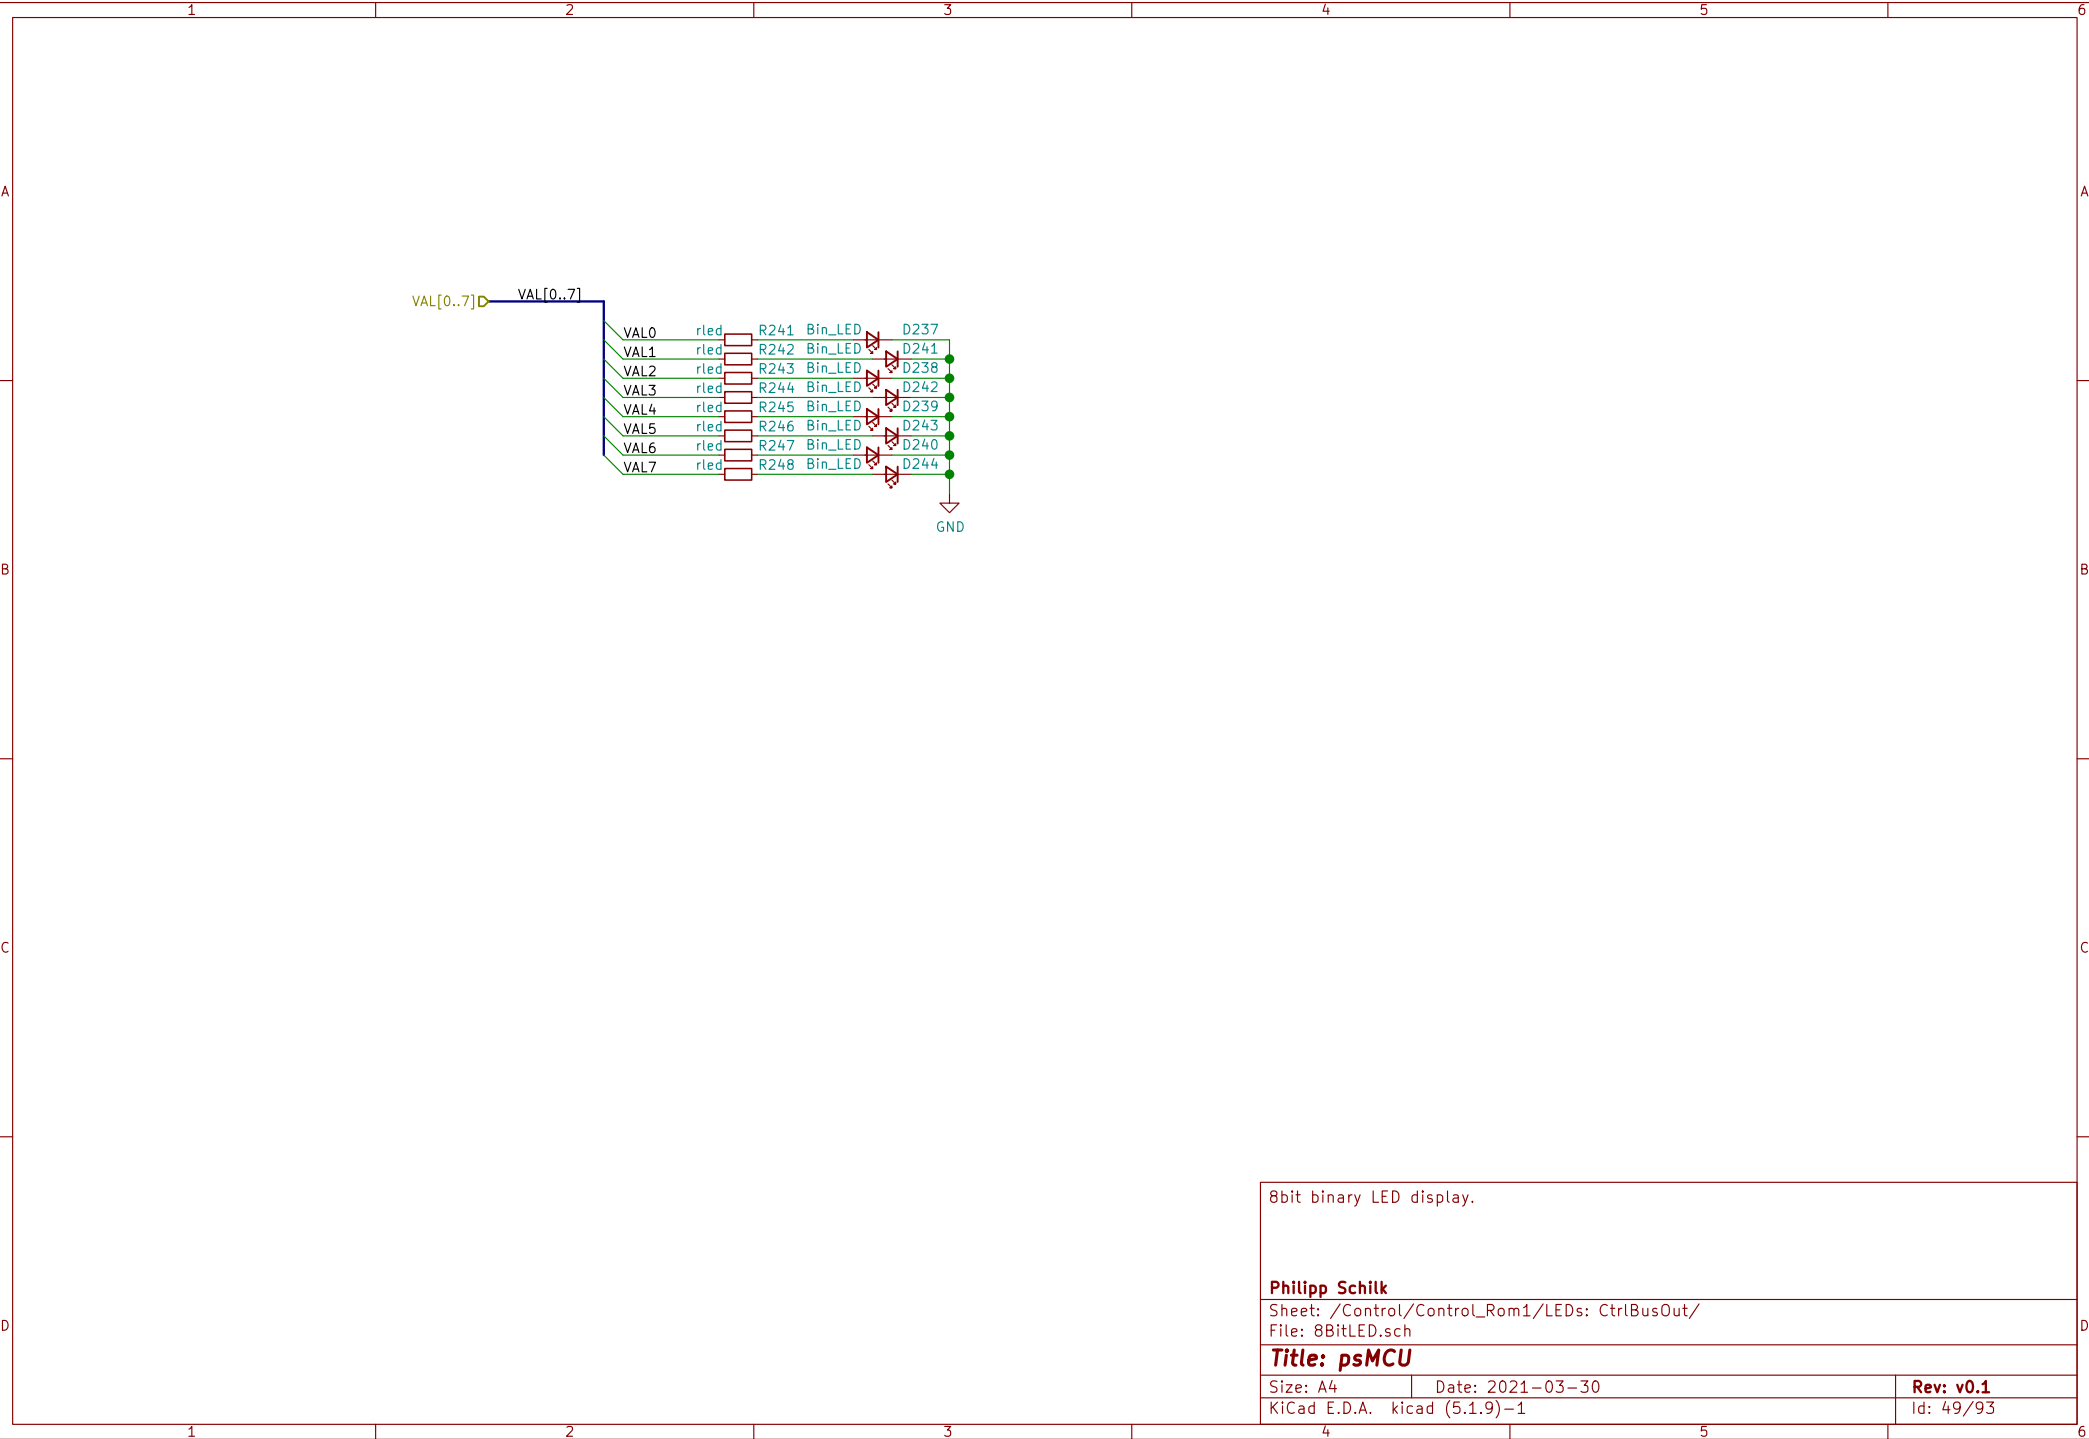 1 2 3 4 5 6
A A
VAL[0..7] VAL[0..7]
VAL0 rled R241 Bin_LED D237
VAL1 rled R242 Bin_LED D241
VAL2 rled R243 Bin_LED D238
VAL3 rled R244 Bin_LED D242
VAL4 rled R245 Bin_LED D239
VAL5 rled R246 Bin_LED D243
VAL6 rled R247 Bin_LED D240
VAL7 rled R248 Bin_LED D244
GND
B B
C C
8bit binary LED display.
Philipp Schilk
Sheet: /Control/Control_Rom1/LEDs: CtrlBusOut/
D D
File: 8BitLED.sch
Title: psMCU
Size: A4 Date: 2021-03-30 Rev: v0.1
KiCad E.D.A. kicad (5.1.9)-1 Id: 49/93
1 2 3 4 5 6